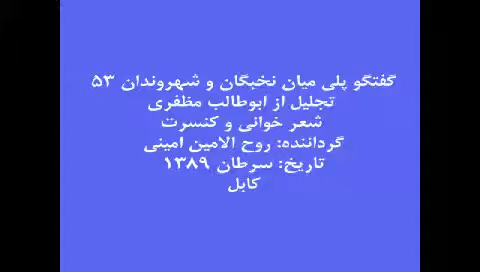 گفتگو پلی میان نخبگان و شهروندان ۵۳
تجلیل از ابوطالب مظفری
شعر خوانی و کنسرت
گرداننده: روح الامین امینی
تاریخ: سرطان ۱۳۸۹
کابل